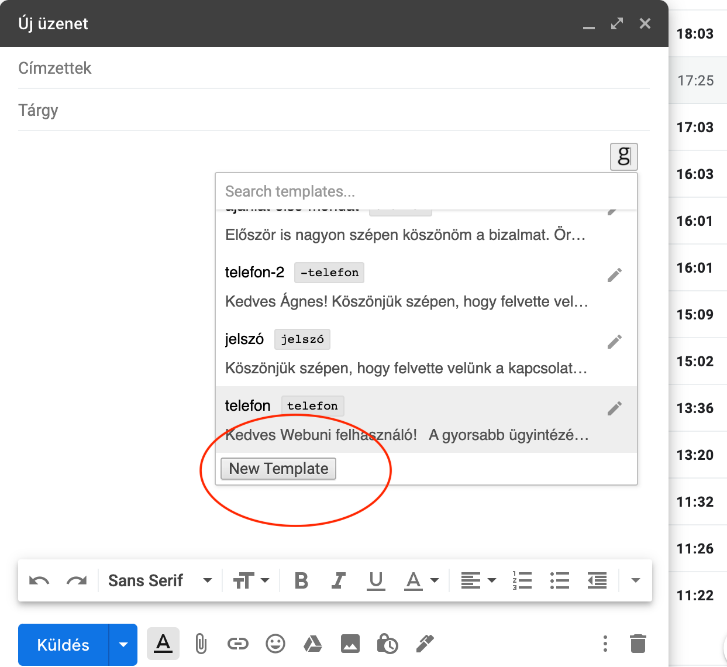 Új üzenet
Címzettek
Tárgy
g
Search templates...
Először is nagyon szépen köszönöm a bizalmat. Ör...
telefon-2 -telefon
Kedves Ágnes! Köszönjük szépen, hogy felvette vel...
jelszó jelszó
Köszönjük szépen, hogy felvette velünk a kapcsolat...
telefon telefon
Kedves Webuni felhasználó! A gyorsabb ügyintézé...
New Template
Sans Serif
Küldés
18:03
17:25
17:03
16:03
16:01
16:01
15:09
15:02
13:36
13:20
11:32
11:26
11:22